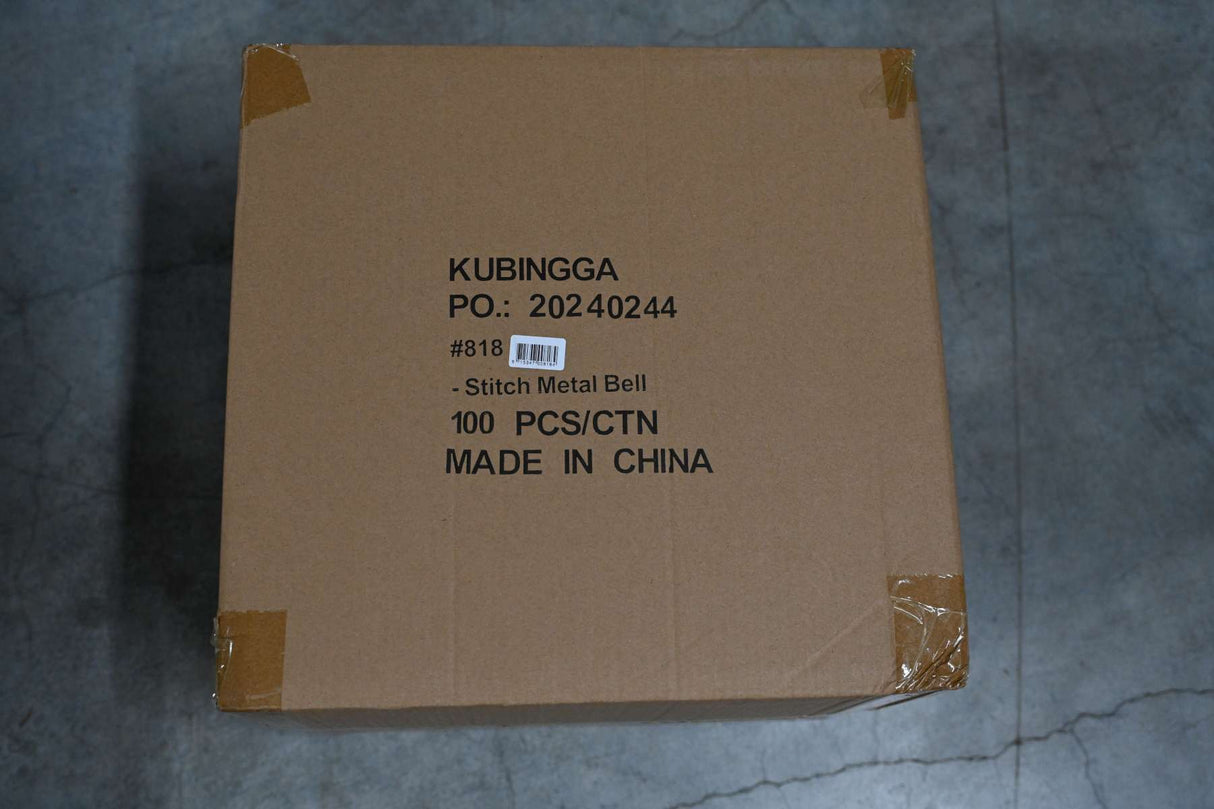 KUBINGGA
PO.: 20240244
#818
- Stitch Metal Bell
100 PCS/CTN
MADE IN CHINA